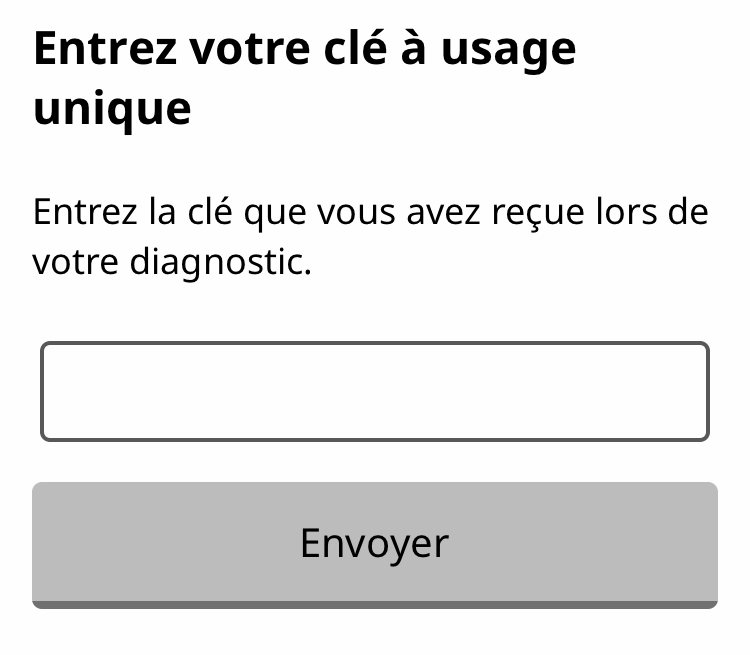 Entrez votre clé à usage
unique
Entrez la clé que vous avez reçue lors de
votre diagnostic.
Envoyer